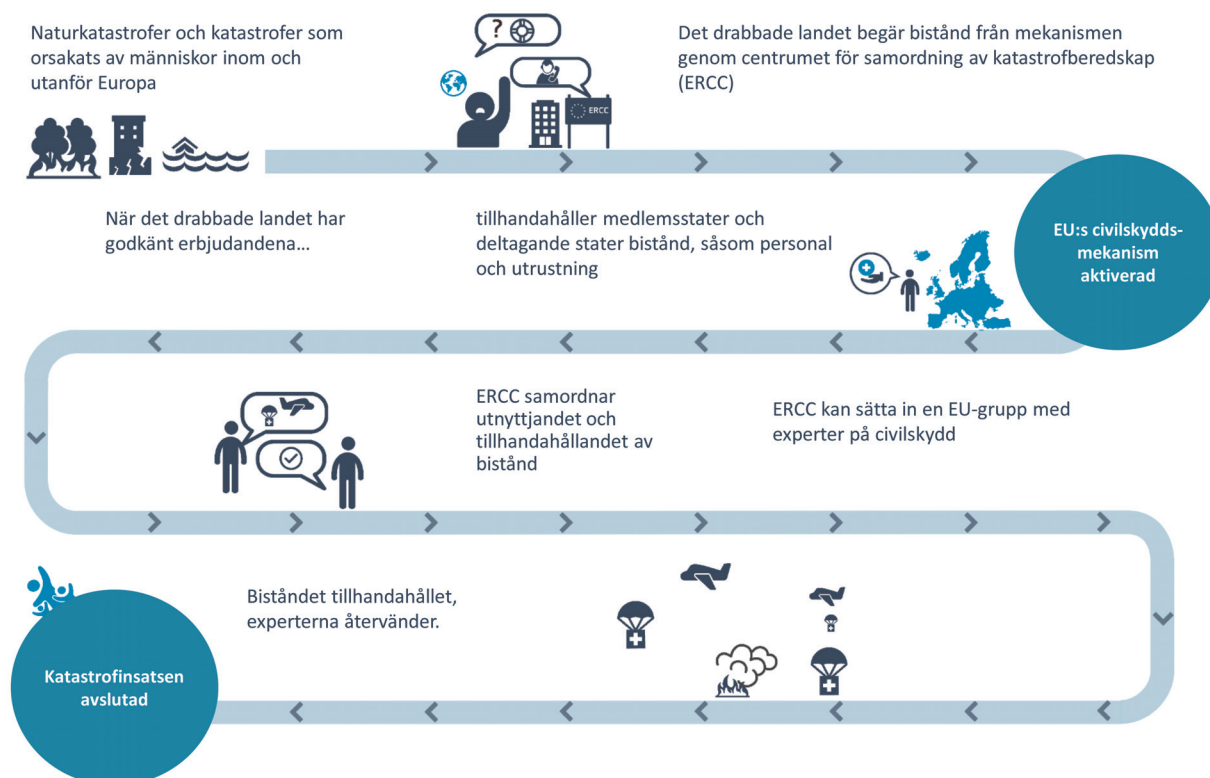 Naturkatastrofer och katastrofer som
orsakats av människor inom och
utanför Europa
?
ERCC
Det drabbade landet begär bistånd från mekanismen
genom centrumet för samordning av katastrofberedskap
(ERCC)
EU:s civilskydds-
mekanism
aktiverad
När det drabbade landet har
godkänt erbjudandena...
tillhandahåller medlemsstater och
deltagande stater bistånd, såsom personal
och utrustning
ERCC samordnar
utnyttjandet och
tillhandahållandet av
bistånd
ERCC kan sätta in en EU-grupp med
experter på civilskydd
Biståndet tillhandahållet,
experterna återvänder.
Katastrofinsatsen
avslutad